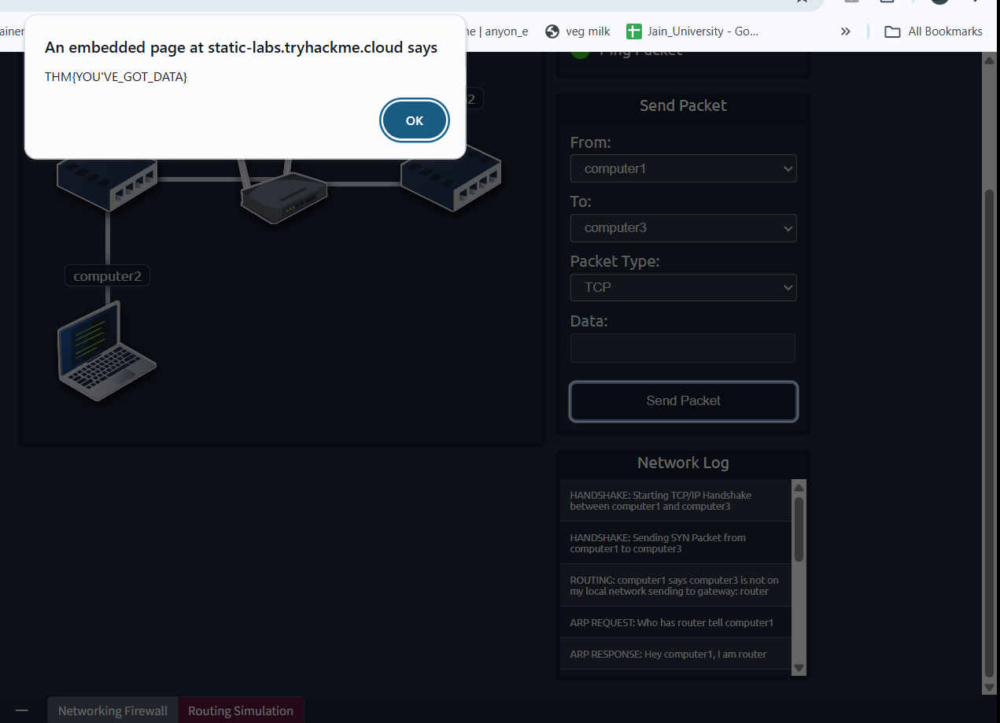 ne | anyon_e
veg milk
Jain_University - Go...
All Bookmarks
An embedded page at static-labs.tryhackme.cloud says
THM{YOU'VE_GOT_DATA}
OK
Ping Packet
2
Send Packet
From:
computer1
To:
computer3
Packet Type:
TCP
Data:
Send Packet
computer2
Network Log
HANDSHAKE: Starting TCP/IP Handshake
between computer1 and computer3
HANDSHAKE: Sending SYN Packet from
computer1 to computer3
ROUTING: computer1 says computer3 is not on
my local network sending to gateway: router
ARP REQUEST: Who has router tell computer1
ARP RESPONSE: Hey computer1, I am router
Networking Firewall
Routing Simulation